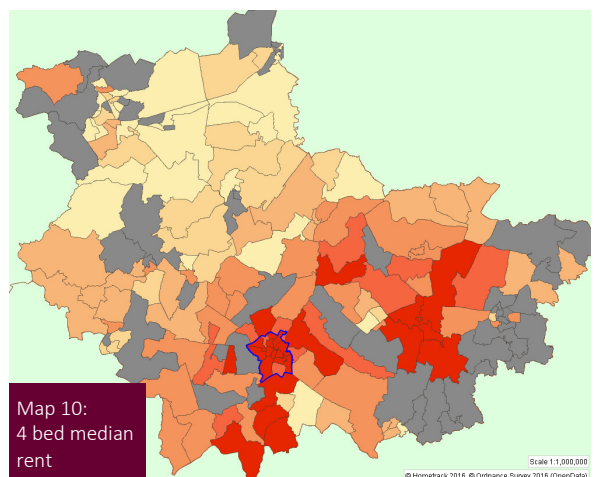 Map 10:
4 bed median
rent
Scale 1:1,000,000
© Hometrack 2016, © Ordnance Survey 2016 (OpenData)